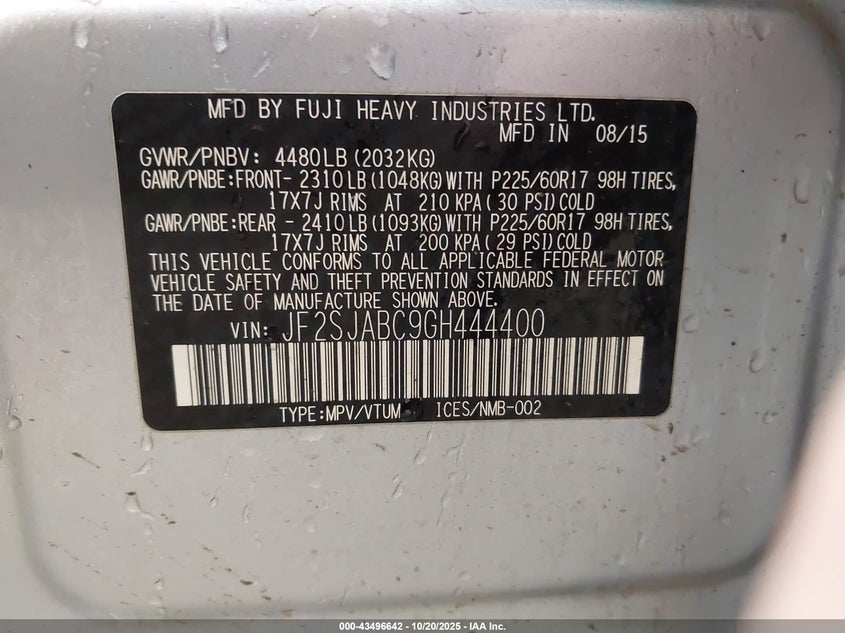 MFD BY FUJI HEAVY INDUSTRIES LTD.
MFD IN 08/15
GVWR/PNBV: 4480LB (2032KG)
GAWR/PNBE:FRONT- 2310LB (1048KG) WITH P225/60R17 98H TIRES,
17X7J RIMS AT 210 KPA ( 30 PSI) COLD
GAWR/PNBE:REAR - 2410LB (1093KG) WITH P225/60R17 98H TIRES,
17X7J RIMS AT 200 KPA ( 29 PSI) COLD
THIS VEHICLE CONFORMS TO ALL APPLICABLE FEDERAL MOTOR
VEHICLE SAFETY AND THEFT PREVENTION STANDARDS IN EFFECT ON
THE DATE OF MANUFACTURE SHOWN ABOVE.
VIN: JF2SJABC9GH444400
TYPE:MPV/VTUM ICES/NMB-002
000-43496642 - 10/20/2025 - IAA Inc.